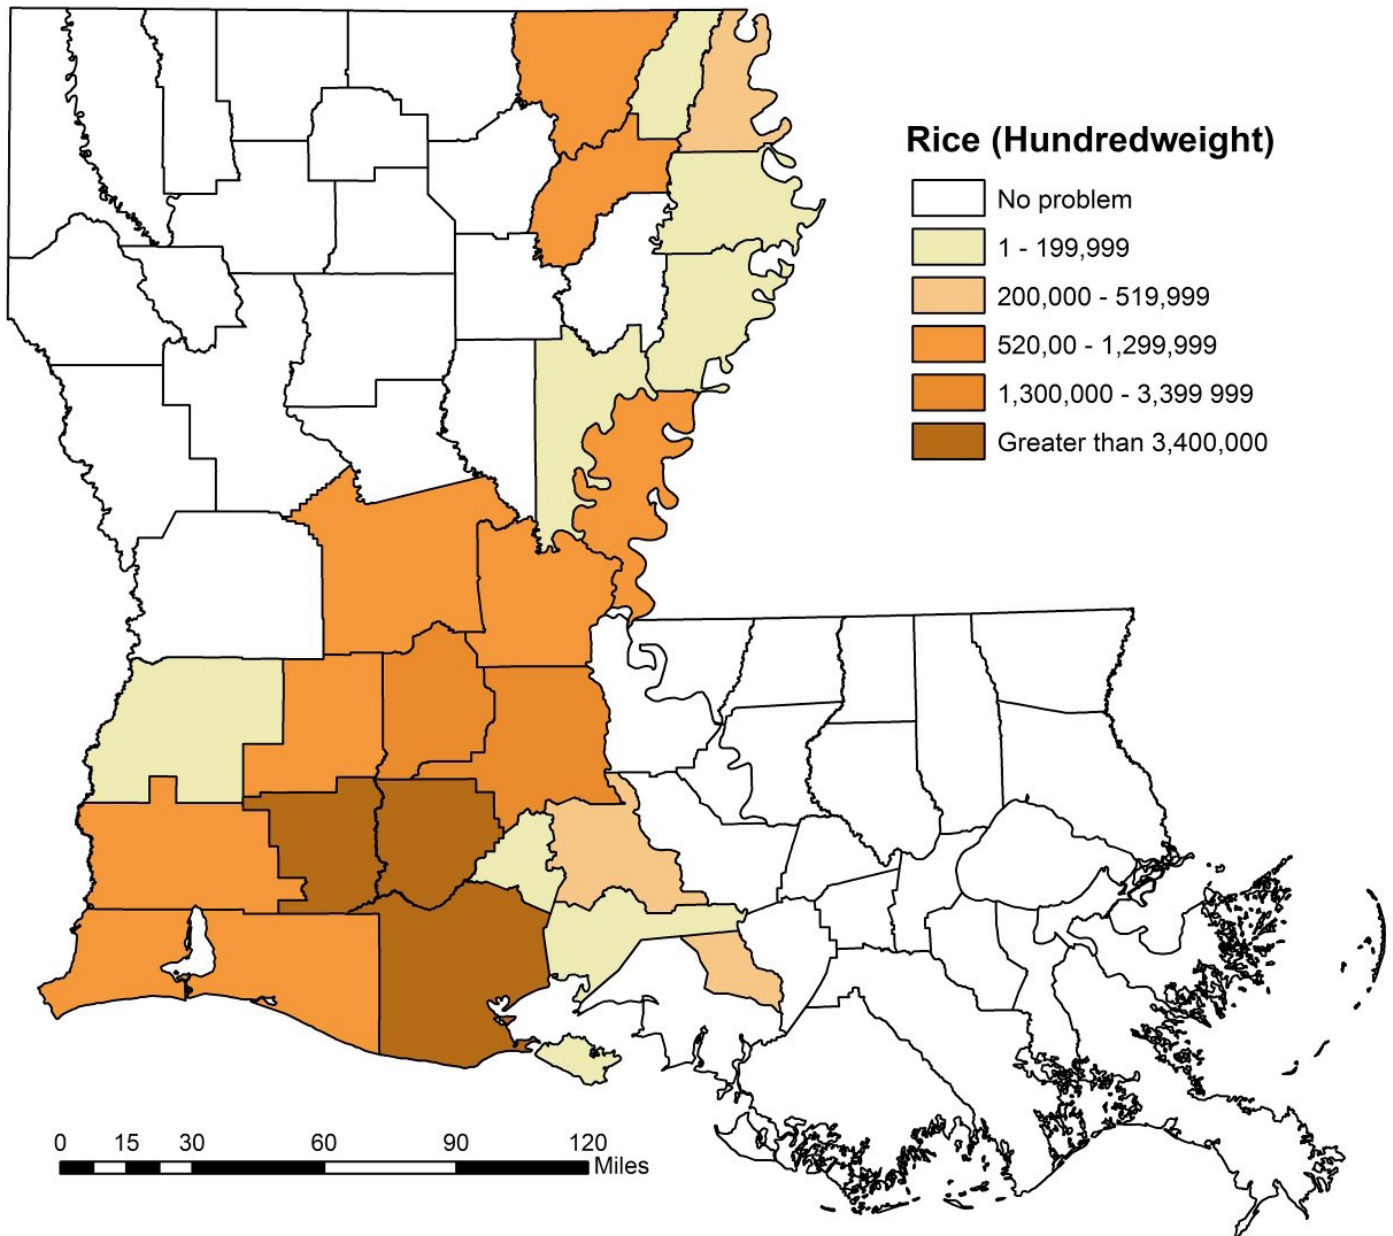 Rice (Hundredweight)
No problem
1 - 199,999
200,000 - 519,999
520,00 - 1,299,999
1,300,000 - 3,399 999
Greater than 3,400,000
0 15 30 60 90 120
Miles